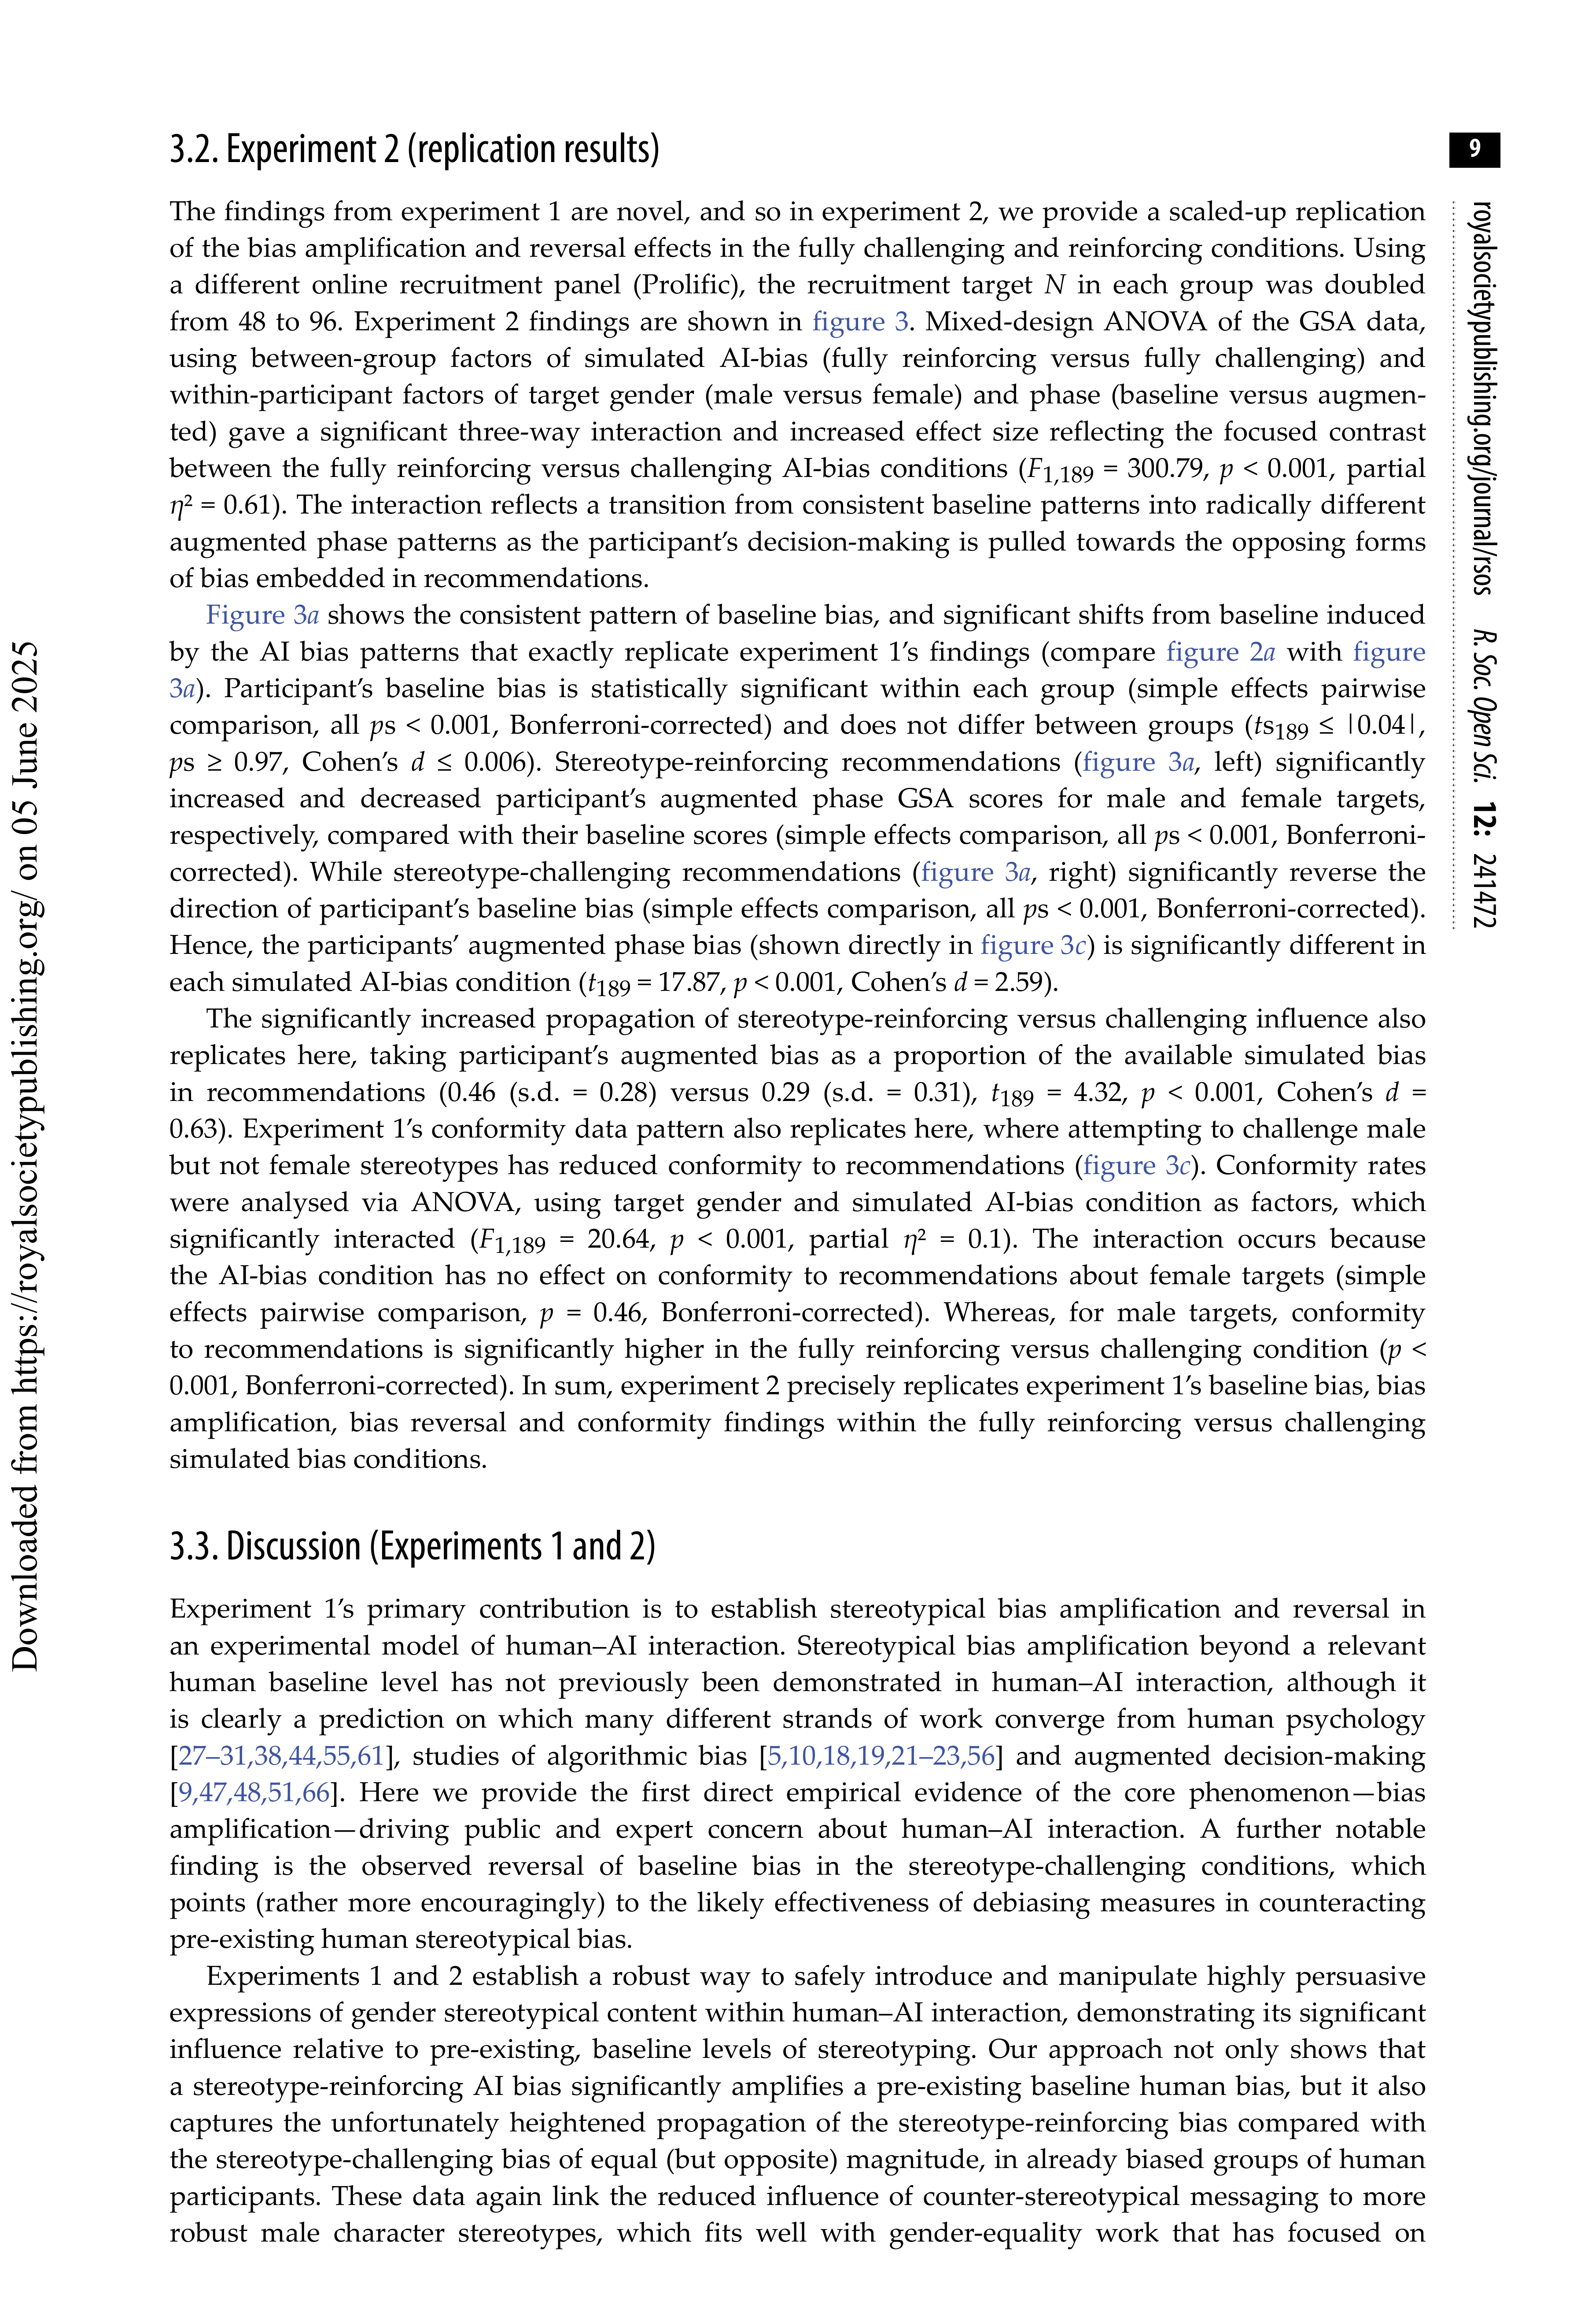 3.2. Experiment 2 (replication results)
The findings from experiment 1 are novel, and so in experiment 2, we provide a scaled-up replication
of the bias amplification and reversal effects in the fully challenging and reinforcing conditions. Using
a different online recruitment panel (Prolific), the recruitment target N in each group was doubled
from 48 to 96. Experiment 2 findings are shown in figure 3. Mixed-design ANOVA of the GSA data,
using between-group factors of simulated AI-bias (fully reinforcing versus fully challenging) and
within-participant factors of target gender (male versus female) and phase (baseline versus augmen-
ted) gave a significant three-way interaction and increased effect size reflecting the focused contrast
between the fully reinforcing versus challenging AI-bias conditions (F1,189 = 300.79, p < 0.001, partial
η² = 0.61). The interaction reflects a transition from consistent baseline patterns into radically different
augmented phase patterns as the participant's decision-making is pulled towards the opposing forms
of bias embedded in recommendations.
Figure 3a shows the consistent pattern of baseline bias, and significant shifts from baseline induced
by the AI bias patterns that exactly replicate experiment 1's findings (compare figure 2a with figure
3a). Participant's baseline bias is statistically significant within each group (simple effects pairwise
comparison, all ps < 0.001, Bonferroni-corrected) and does not differ between groups (ts189 ≤ |0.04|,
ps ≥ 0.97, Cohen's d ≤ 0.006). Stereotype-reinforcing recommendations (figure 3a, left) significantly
increased and decreased participant's augmented phase GSA scores for male and female targets,
respectively, compared with their baseline scores (simple effects comparison, all ps < 0.001, Bonferroni-
corrected). While stereotype-challenging recommendations (figure 3a, right) significantly reverse the
direction of participant's baseline bias (simple effects comparison, all ps < 0.001, Bonferroni-corrected).
Hence, the participants' augmented phase bias (shown directly in figure 3c) is significantly different in
each simulated AI-bias condition (t189 = 17.87, p < 0.001, Cohen's d = 2.59).
The significantly increased propagation of stereotype-reinforcing versus challenging influence also
replicates here, taking participant's augmented bias as a proportion of the available simulated bias
in recommendations (0.46 (s.d. = 0.28) versus 0.29 (s.d. = 0.31), t189 = 4.32, p < 0.001, Cohen's d =
0.63). Experiment 1's conformity data pattern also replicates here, where attempting to challenge male
but not female stereotypes has reduced conformity to recommendations (figure 3c). Conformity rates
were analysed via ANOVA, using target gender and simulated AI-bias condition as factors, which
significantly interacted (F1,189 = 20.64, p < 0.001, partial η² = 0.1). The interaction occurs because
the AI-bias condition has no effect on conformity to recommendations about female targets (simple
effects pairwise comparison, p = 0.46, Bonferroni-corrected). Whereas, for male targets, conformity
to recommendations is significantly higher in the fully reinforcing versus challenging condition (p <
0.001, Bonferroni-corrected). In sum, experiment 2 precisely replicates experiment 1's baseline bias, bias
amplification, bias reversal and conformity findings within the fully reinforcing versus challenging
simulated bias conditions.
3.3. Discussion (Experiments 1 and 2)
Experiment 1's primary contribution is to establish stereotypical bias amplification and reversal in
an experimental model of human–AI interaction. Stereotypical bias amplification beyond a relevant
human baseline level has not previously been demonstrated in human–AI interaction, although it
is clearly a prediction on which many different strands of work converge from human psychology
[27–31,38,44,55,61], studies of algorithmic bias [5,10,18,19,21–23,56] and augmented decision-making
[9,47,48,51,66]. Here we provide the first direct empirical evidence of the core phenomenon—bias
amplification—driving public and expert concern about human–AI interaction. A further notable
finding is the observed reversal of baseline bias in the stereotype-challenging conditions, which
points (rather more encouragingly) to the likely effectiveness of debiasing measures in counteracting
pre-existing human stereotypical bias.
Experiments 1 and 2 establish a robust way to safely introduce and manipulate highly persuasive
expressions of gender stereotypical content within human–AI interaction, demonstrating its significant
influence relative to pre-existing, baseline levels of stereotyping. Our approach not only shows that
a stereotype-reinforcing AI bias significantly amplifies a pre-existing baseline human bias, but it also
captures the unfortunately heightened propagation of the stereotype-reinforcing bias compared with
the stereotype-challenging bias of equal (but opposite) magnitude, in already biased groups of human
participants. These data again link the reduced influence of counter-stereotypical messaging to more
robust male character stereotypes, which fits well with gender-equality work that has focused on
9
royalsocietypublishing.org/journal/rsos R. Soc. Open Sci. 12: 241472
Downloaded from https://royalsocietypublishing.org/ on 05 June 2025